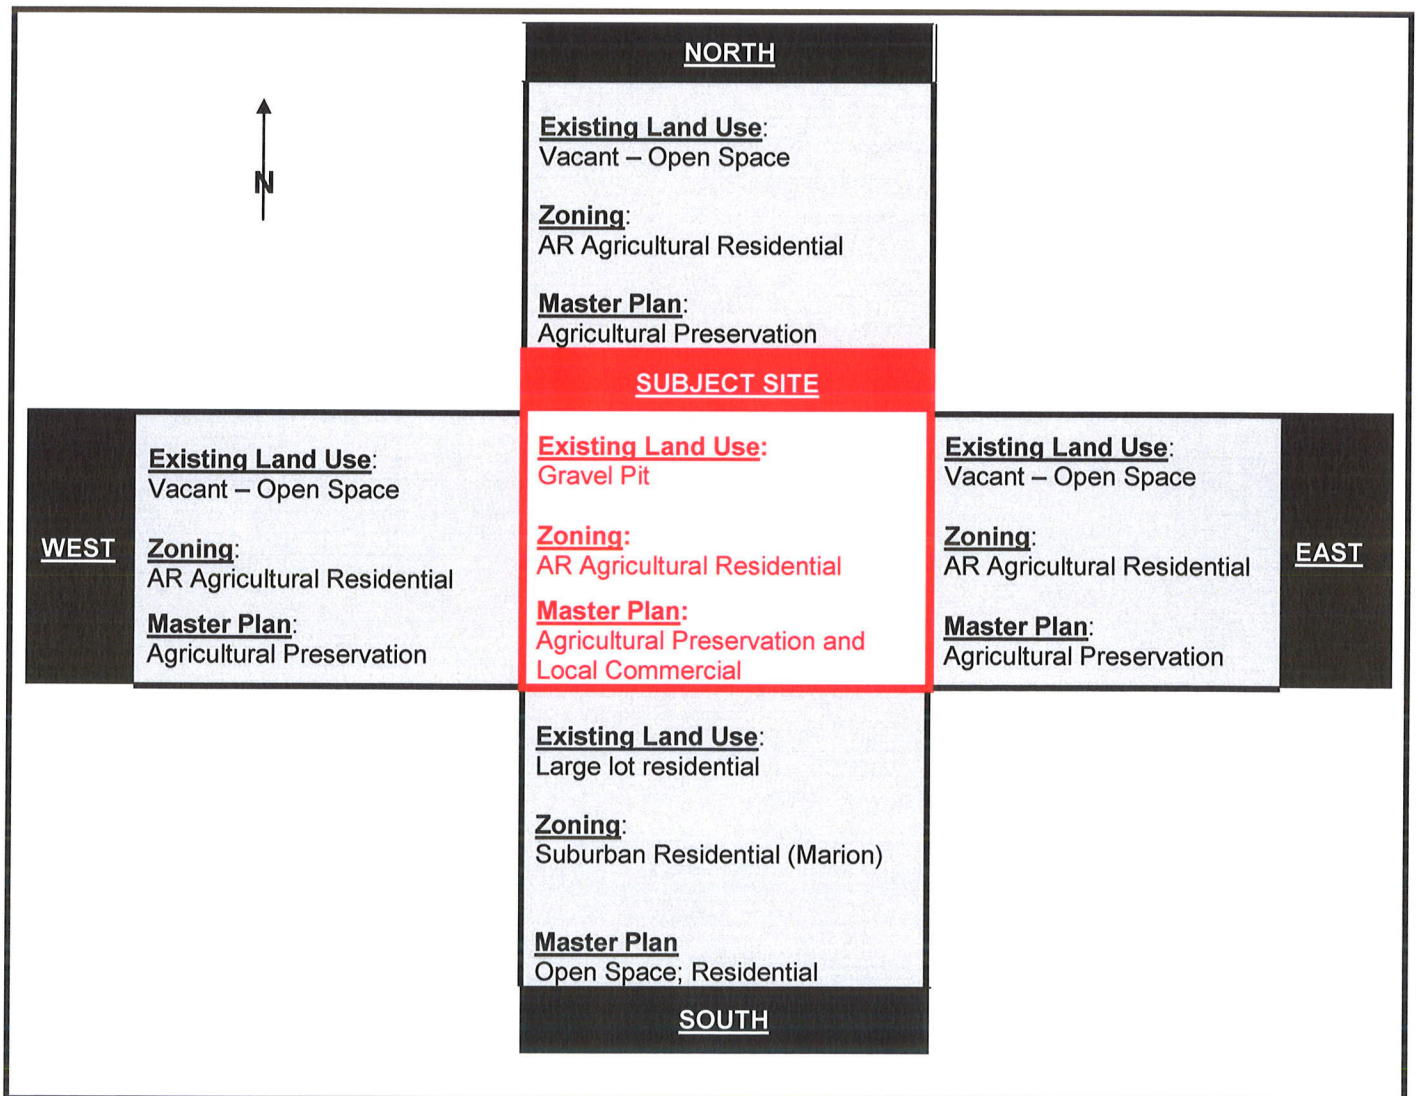 NORTH
N
Existing Land Use:
Vacant – Open Space
Zoning:
AR Agricultural Residential
Master Plan:
Agricultural Preservation
WEST
Existing Land Use:
Vacant – Open Space
Zoning:
AR Agricultural Residential
Master Plan:
Agricultural Preservation
SUBJECT SITE
Existing Land Use:
Gravel Pit
Zoning:
AR Agricultural Residential
Master Plan:
Agricultural Preservation and
Local Commercial
Existing Land Use:
Vacant – Open Space
Zoning:
AR Agricultural Residential
Master Plan:
Agricultural Preservation
EAST
Existing Land Use:
Large lot residential
Zoning:
Suburban Residential (Marion)
Master Plan
Open Space; Residential
SOUTH